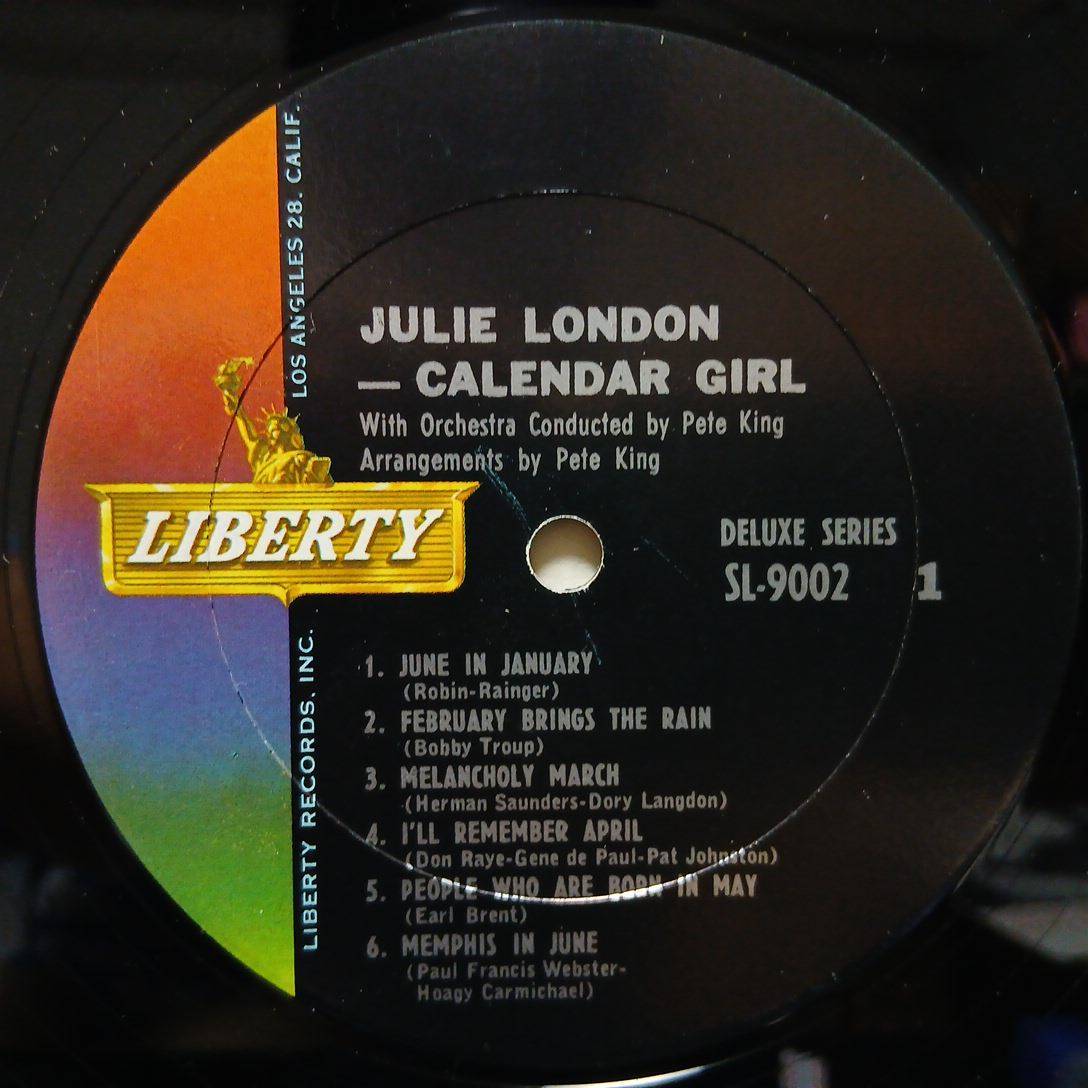 LOS ANGELES 28. CALIF.
JULIE LONDON
— CALENDAR GIRL
With Orchestra Conducted by Pete King
Arrangements by Pete King
LIBERTY
DELUXE SERIES
SL-9002 1
LIBERTY RECORDS. INC.
1. JUNE IN JANUARY
(Robin-Rainger)
2. FEBRUARY BRINGS THE RAIN
(Bobby Troup)
3. MELANCHOLY MARCH
(Herman Saunders-Dory Langdon)
4. I'LL REMEMBER APRIL
(Don Raye-Gene de Paul-Pat Johnston)
5. PEOPLE WHO ARE BORN IN MAY
(Earl Brent)
6. MEMPHIS IN JUNE
(Paul Francis Webster-
Hoagy Carmichael)